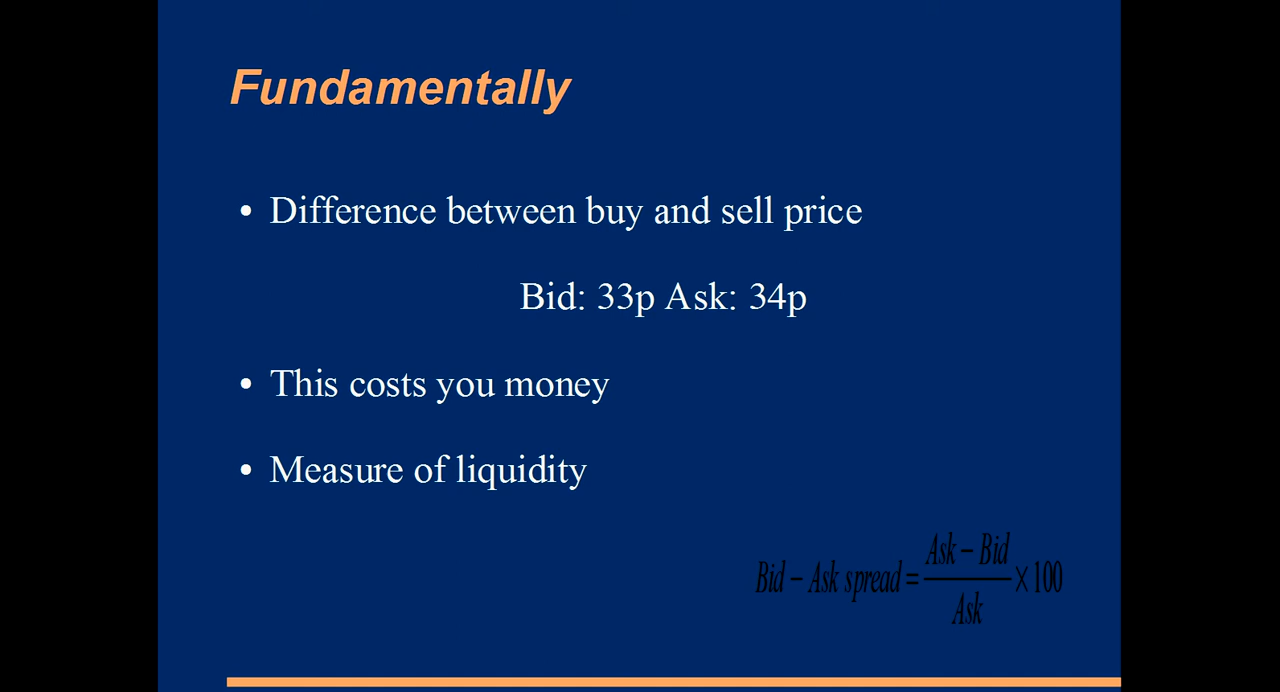 Fundamentally
• Difference between buy and sell price
Bid: 33p Ask: 34p
• This costs you money
• Measure of liquidity
Bid – Ask spread = (Ask – Bid) / Ask × 100